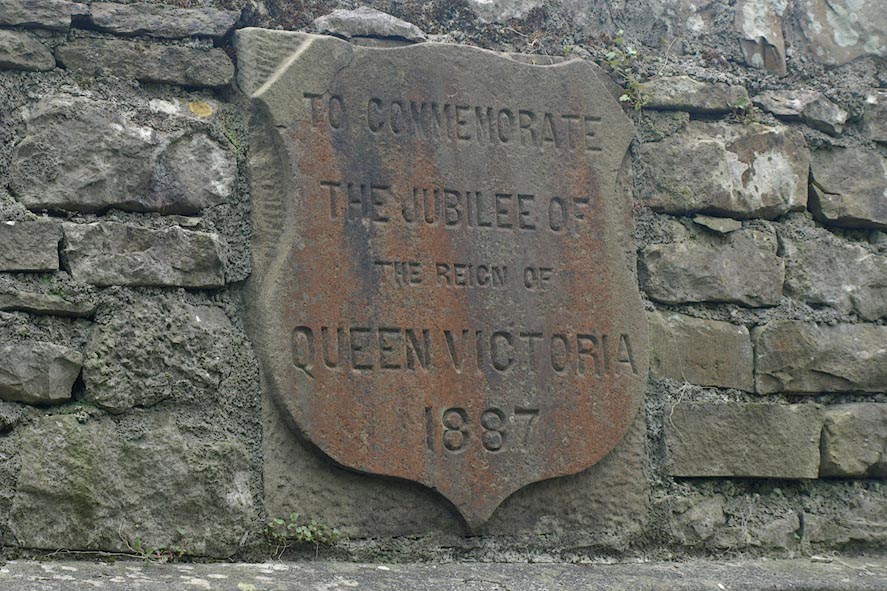 TO COMMEMORATE
THE JUBILEE OF
THE REIGN OF
QUEEN VICTORIA
1887